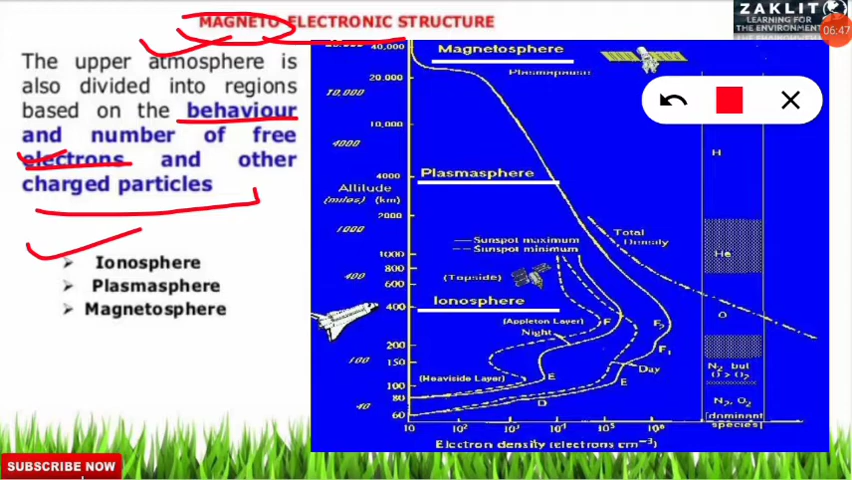 MAGNETO ELECTRONIC STRUCTURE
ZAKLIT
LEARNING FOR
THE ENVIRONMENT
06:47
The upper atmosphere is
also divided into regions
based on the behaviour
and number of free
electrons and other
charged particles
➢ Ionosphere
➢ Plasmasphere
➢ Magnetosphere
40,000
Magnetosphere
Plasmapause
20,000
10,000
10,000
H
4000
4000
Plasmasphere
Altitude
(miles) (km)
2000
1000
Total
Density
Sunspot maximum
Sunspot minimum
1000
He
800
(Topside)
400
600
Ionosphere
400
O
(Appleton Layer)
F
F2
Night
200
F1
100
150
N2 but
O > O2
Day
E
E
(Heaviside Layer)
100
80
D
N2, O2
40
60
[dominant
species]
10
10²
10³
10⁴
10⁵
10⁶
Electron density (electrons cm⁻³)
SUBSCRIBE NOW